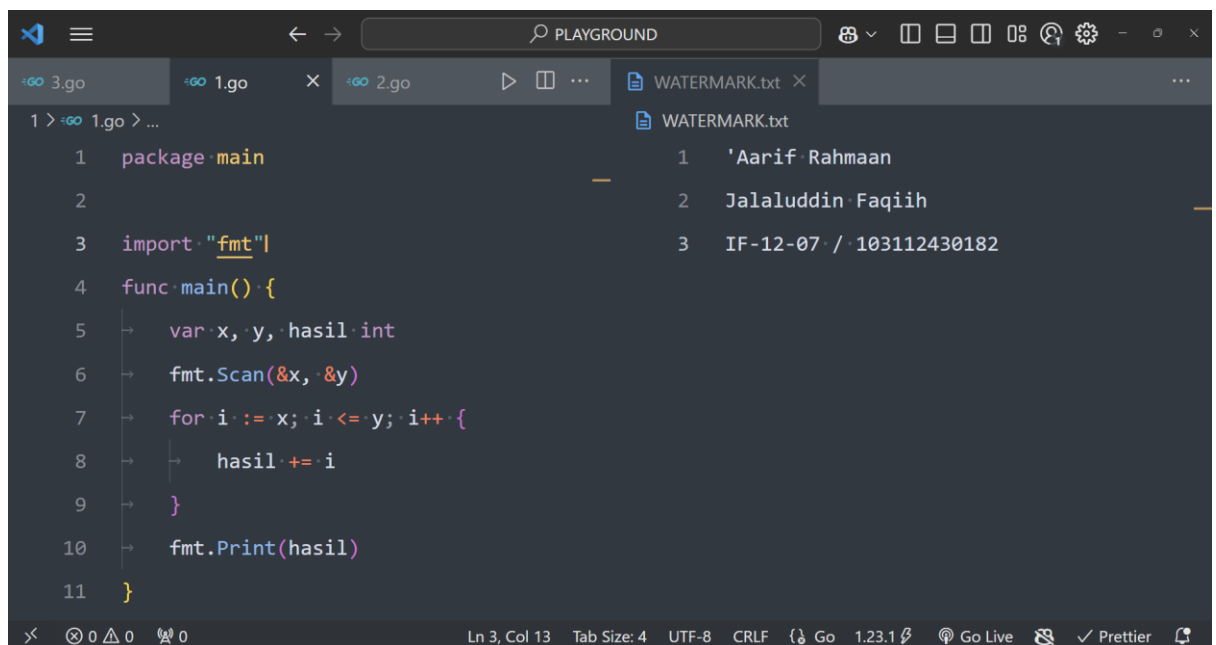 PLAYGROUND
3.go
1.go
2.go
1 > 1.go > ...
1 package main
2
3 import "fmt"
4 func main() {
5 var x, y, hasil int
6 fmt.Scan(&x, &y)
7 for i := x; i <= y; i++ {
8 hasil += i
9 }
10 fmt.Print(hasil)
11 }
WATERMARK.txt
WATERMARK.txt
1 'Aarif Rahmaan
2 Jalaluddin Faqiih
3 IF-12-07 / 103112430182
0 0 0 Ln 3, Col 13 Tab Size: 4 UTF-8 CRLF Go 1.23.1 Go Live Prettier